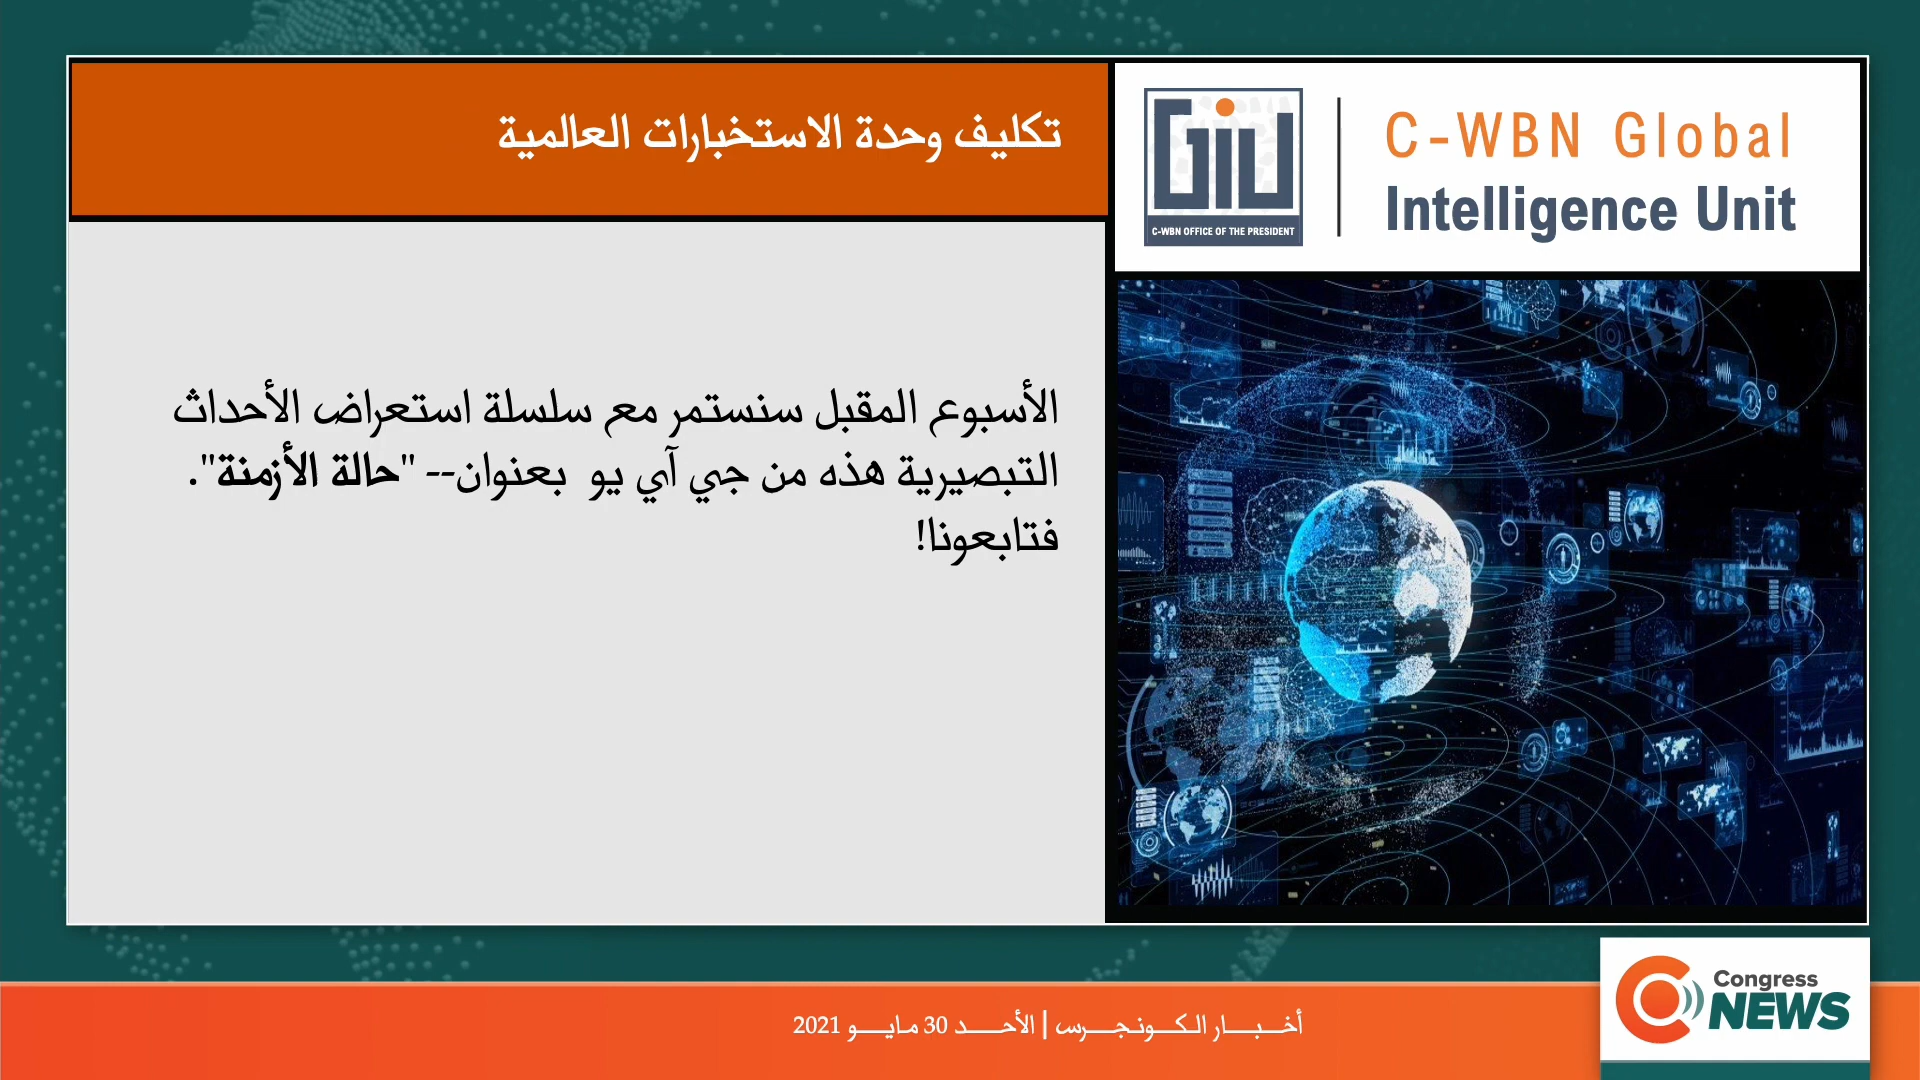 تكليف وحدة الاستخبارات العالمية
GIU
C-WBN OFFICE OF THE PRESIDENT
C-WBN Global
Intelligence Unit
الأسبوع المقبل سنستمر مع سلسلة استعراض الأحداث
التبصيرية هذه من جي آي يو بعنوان-- "حالة الأزمنة".
فتابعونا!
أخبار الكونجرس | الأحد 30 مايو 2021
Congress
NEWS